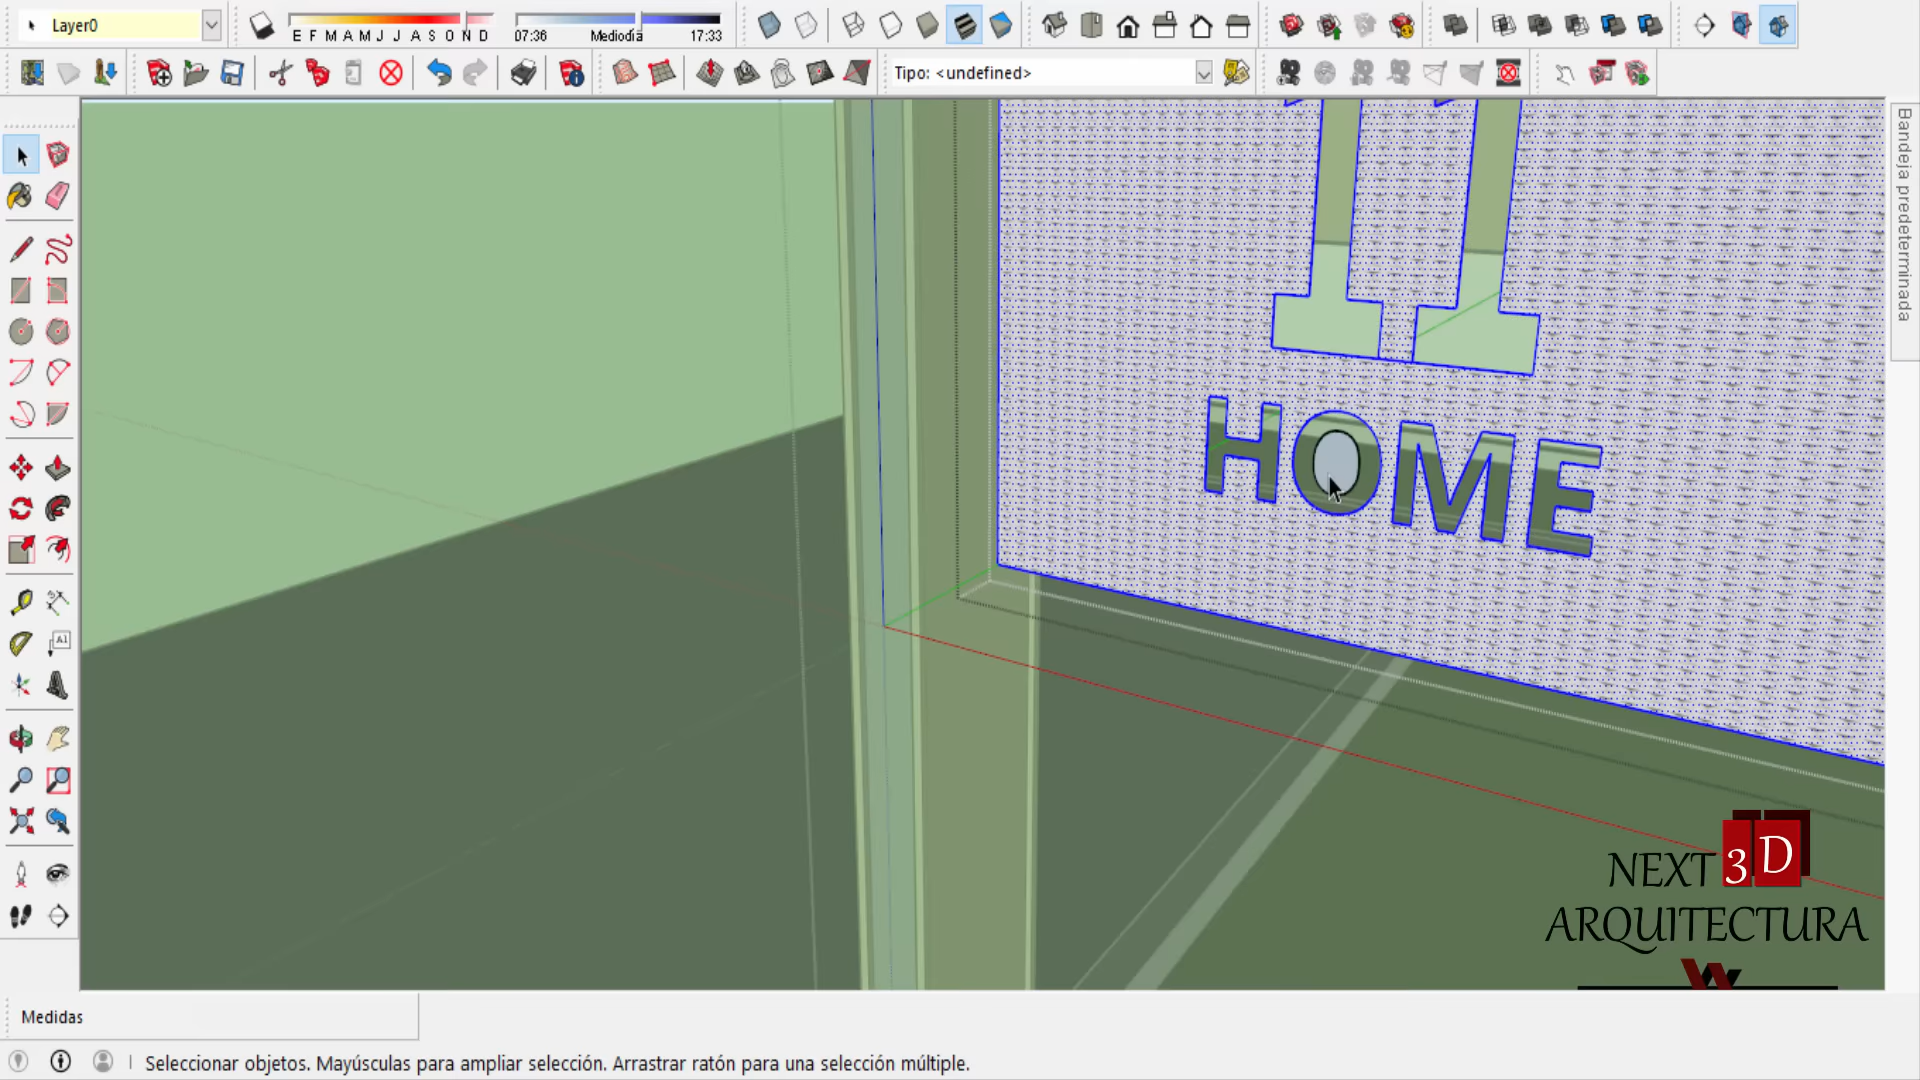 Layer0
E F M A M J J A S O N D
07:36 Mediodía 17:33
Tipo: <undefined>
Bandeja predeterminada
A1
HOME
NEXT 3D
ARQUITECTURA
Medidas
Seleccionar objetos. Mayúsculas para ampliar selección. Arrastrar ratón para una selección múltiple.